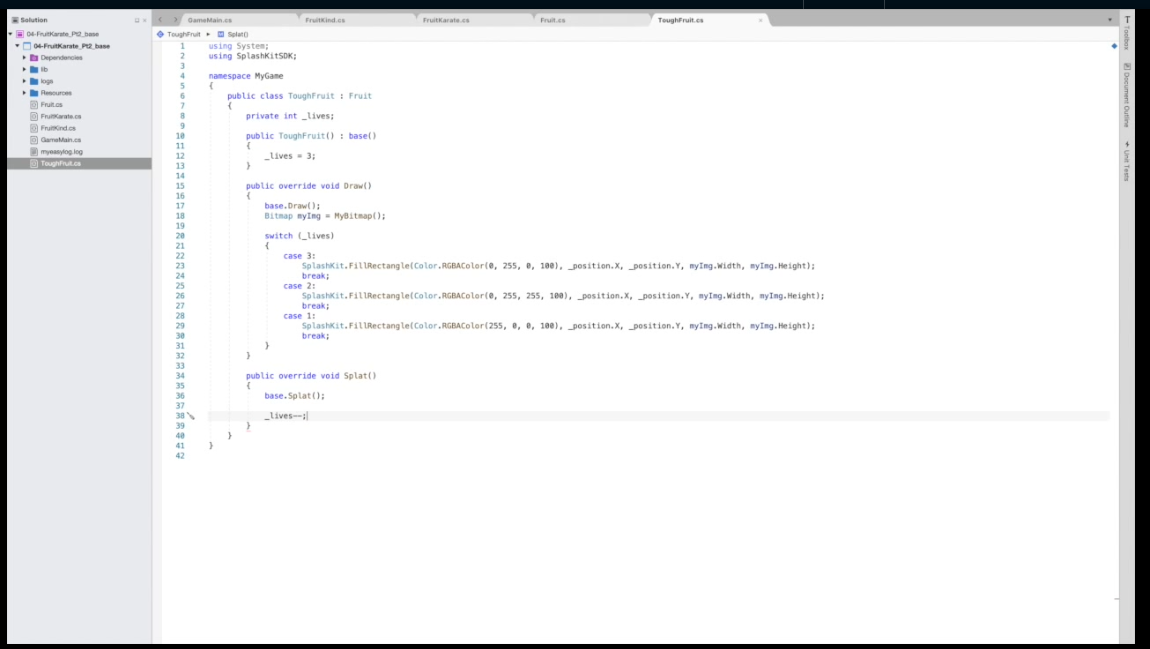 Solution
GameMain.cs
FruitKind.cs
FruitKarate.cs
Fruit.cs
ToughFruit.cs
04-FruitKarate_Pt2_base
04-FruitKarate_Pt2_base
Dependencies
lib
logs
Resources
Fruit.cs
FruitKarate.cs
FruitKind.cs
GameMain.cs
myeasylog.log
ToughFruit.cs
ToughFruit ▸ Splat()
1 using System;
2 using SplashKitSDK;
3
4 namespace MyGame
5 {
6 public class ToughFruit : Fruit
7 {
8 private int _lives;
9
10 public ToughFruit() : base()
11 {
12 _lives = 3;
13 }
14
15 public override void Draw()
16 {
17 base.Draw();
18 Bitmap myImg = MyBitmap();
19
20 switch (_lives)
21 {
22 case 3:
23 SplashKit.FillRectangle(Color.RGBAColor(0, 255, 0, 100), _position.X, _position.Y, myImg.Width, myImg.Height);
24 break;
25 case 2:
26 SplashKit.FillRectangle(Color.RGBAColor(0, 255, 255, 100), _position.X, _position.Y, myImg.Width, myImg.Height);
27 break;
28 case 1:
29 SplashKit.FillRectangle(Color.RGBAColor(255, 0, 0, 100), _position.X, _position.Y, myImg.Width, myImg.Height);
30 break;
31 }
32 }
33
34 public override void Splat()
35 {
36 base.Splat();
37
38 _lives--;
39 }
40 }
41 }
42
Toolbox
Document Outline
Unit Tests